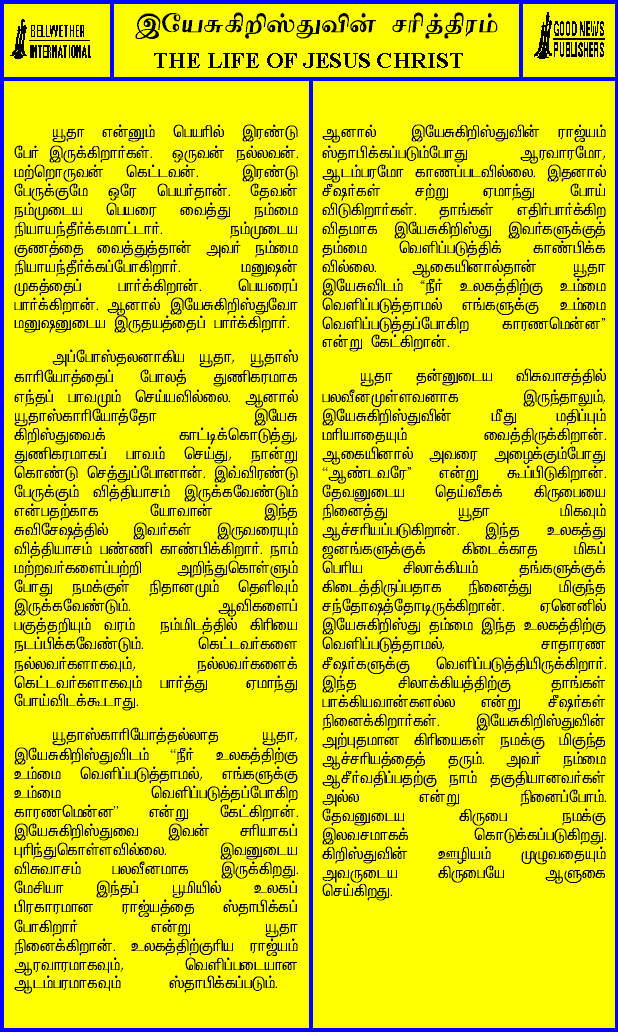 BELLWETHER
INTERNATIONAL
இயேசுகிறிஸ்துவின் சரித்திரம்
THE LIFE OF JESUS CHRIST
GOOD NEWS
PUBLISHERS
யூதா என்னும் பெயரில் இரண்டு
பேர் இருக்கிறார்கள். ஒருவன் நல்லவன்.
மற்றொருவன் கெட்டவன். இரண்டு
பேருக்குமே ஒரே பெயர்தான். தேவன்
நம்முடைய பெயரை வைத்து நம்மை
நியாயந்தீர்க்கமாட்டார். நம்முடைய
குணத்தை வைத்துத்தான் அவர் நம்மை
நியாயந்தீர்க்கப்போகிறார். மனுஷன்
முகத்தைப் பார்க்கிறான். பெயரைப்
பார்க்கிறான். ஆனால் இயேசுகிறிஸ்துவோ
மனுஷனுடைய இருதயத்தைப் பார்க்கிறார்.
அப்போஸ்தலனாகிய யூதா, யூதாஸ்
காரியோத்தைப் போலத் துணிகரமாக
எந்தப் பாவமும் செய்யவில்லை. ஆனால்
யூதாஸ்காரியோத்தோ இயேசு
கிறிஸ்துவைக் காட்டிக்கொடுத்து,
துணிகரமாகப் பாவம் செய்து, நான்று
கொண்டு செத்துப்போனான். இவ்விரண்டு
பேருக்கும் வித்தியாசம் இருக்கவேண்டும்
என்பதற்காக யோவான் இந்த
சுவிசேஷத்தில் இவர்கள் இருவரையும்
வித்தியாசம் பண்ணி காண்பிக்கிறார். நாம்
மற்றவர்களைப்பற்றி அறிந்துகொள்ளும்
போது நமக்குள் நிதானமும் தெளிவும்
இருக்கவேண்டும். ஆவிகளைப்
பகுத்தறியும் வரம் நம்மிடத்தில் கிரியை
நடப்பிக்கவேண்டும். கெட்டவர்களை
நல்லவர்களாகவும், நல்லவர்களைக்
கெட்டவர்களாகவும் பார்த்து ஏமாந்து
போய்விடக்கூடாது.
யூதாஸ்காரியோத்தல்லாத யூதா,
இயேசுகிறிஸ்துவிடம் “நீர் உலகத்திற்கு
உம்மை வெளிப்படுத்தாமல், எங்களுக்கு
உம்மை வெளிப்படுத்தப்போகிற
காரணமென்ன” என்று கேட்கிறான்.
இயேசுகிறிஸ்துவை இவன் சரியாகப்
புரிந்துகொள்ளவில்லை. இவனுடைய
விசுவாசம் பலவீனமாக இருக்கிறது.
மேசியா இந்தப் பூமியில் உலகப்
பிரகாரமான ராஜ்யத்தை ஸ்தாபிக்கப்
போகிறார் என்று யூதா
நினைக்கிறான். உலகத்திற்குரிய ராஜ்யம்
ஆரவாரமாகவும், வெளிப்படையான
ஆடம்பரமாகவும் ஸ்தாபிக்கப்படும்.
ஆனால் இயேசுகிறிஸ்துவின் ராஜ்யம்
ஸ்தாபிக்கப்படும்போது ஆரவாரமோ,
ஆடம்பரமோ காணப்படவில்லை. இதனால்
சீஷர்கள் சற்று ஏமாந்து போய்
விடுகிறார்கள். தாங்கள் எதிர்பார்க்கிற
விதமாக இயேசுகிறிஸ்து இவர்களுக்குத்
தம்மை வெளிப்படுத்திக் காண்பிக்க
வில்லை. ஆகையினால்தான் யூதா
இயேசுவிடம் “நீர் உலகத்திற்கு உம்மை
வெளிப்படுத்தாமல் எங்களுக்கு உம்மை
வெளிப்படுத்தப்போகிற காரணமென்ன”
என்று கேட்கிறான்.
யூதா தன்னுடைய விசுவாசத்தில்
பலவீனமுள்ளவனாக இருந்தாலும்,
இயேசுகிறிஸ்துவின் மீது மதிப்பும்
மரியாதையும் வைத்திருக்கிறான்.
ஆகையினால் அவரை அழைக்கும்போது
“ஆண்டவரே” என்று கூப்பிடுகிறான்.
தேவனுடைய தெய்வீகக் கிருபையை
நினைத்து யூதா மிகவும்
ஆச்சரியப்படுகிறான். இந்த உலகத்து
ஜனங்களுக்குக் கிடைக்காத மிகப்
பெரிய சிலாக்கியம் தங்களுக்குக்
கிடைத்திருப்பதாக நினைத்து மிகுந்த
சந்தோஷத்தோடிருக்கிறான். ஏனெனில்
இயேசுகிறிஸ்து தம்மை இந்த உலகத்திற்கு
வெளிப்படுத்தாமல், சாதாரண
சீஷர்களுக்கு வெளிப்படுத்தியிருக்கிறார்.
இந்த சிலாக்கியத்திற்கு தாங்கள்
பாக்கியவான்களல்ல என்று சீஷர்கள்
நினைக்கிறார்கள். இயேசுகிறிஸ்துவின்
அற்புதமான கிரியைகள் நமக்கு மிகுந்த
ஆச்சரியத்தைத் தரும். அவர் நம்மை
ஆசீர்வதிப்பதற்கு நாம் தகுதியானவர்கள்
அல்ல என்று நினைப்போம்.
தேவனுடைய கிருபை நமக்கு
இலவசமாகக் கொடுக்கப்படுகிறது.
கிறிஸ்துவின் ஊழியம் முழுவதையும்
அவருடைய கிருபையே ஆளுகை
செய்கிறது.